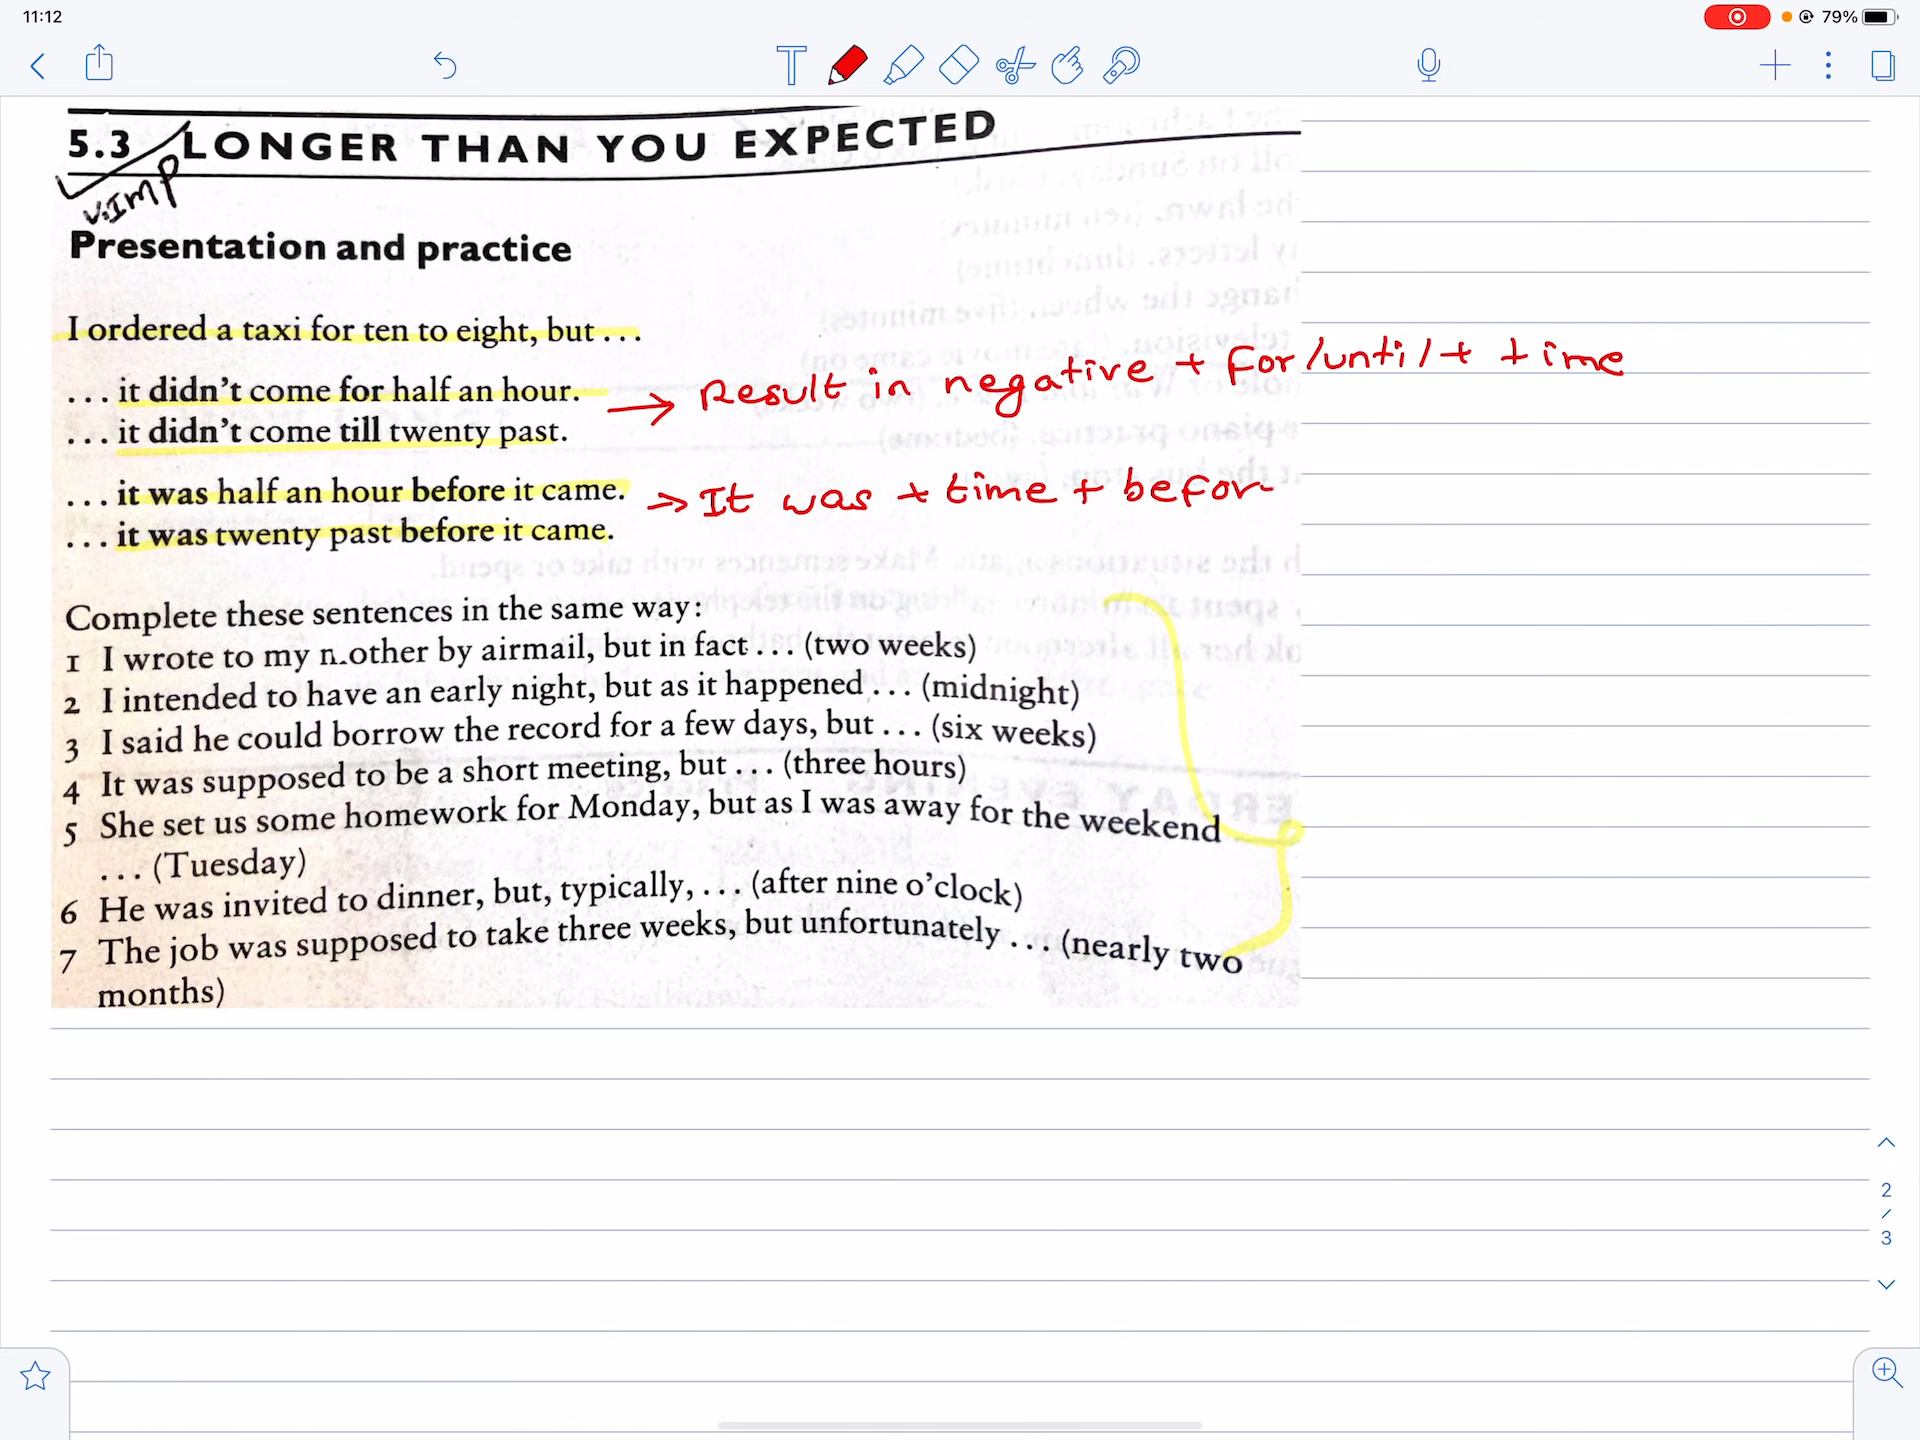 11:12
79%
5.3 LONGER THAN YOU EXPECTED
v.Imp
Presentation and practice
I ordered a taxi for ten to eight, but ...
... it didn't come for half an hour.
... it didn't come till twenty past.
→ Result in negative + For/until + time
... it was half an hour before it came.
... it was twenty past before it came.
→ It was + time + befor
Complete these sentences in the same way:
1 I wrote to my n.other by airmail, but in fact ... (two weeks)
2 I intended to have an early night, but as it happened ... (midnight)
3 I said he could borrow the record for a few days, but ... (six weeks)
4 It was supposed to be a short meeting, but ... (three hours)
5 She set us some homework for Monday, but as I was away for the weekend
... (Tuesday)
6 He was invited to dinner, but, typically, ... (after nine o'clock)
7 The job was supposed to take three weeks, but unfortunately ... (nearly two
months)
2
/
3